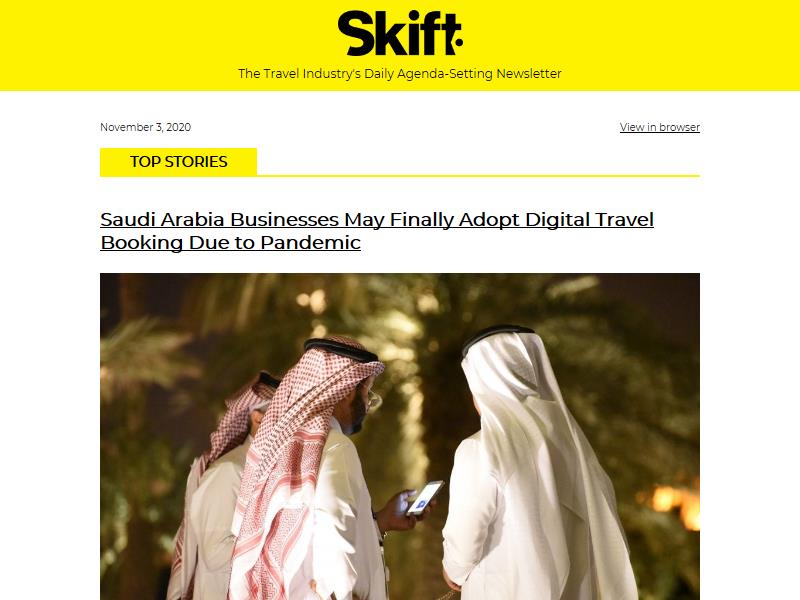 Skift
The Travel Industry's Daily Agenda-Setting Newsletter
November 3, 2020
View in browser
TOP STORIES
Saudi Arabia Businesses May Finally Adopt Digital Travel
Booking Due to Pandemic